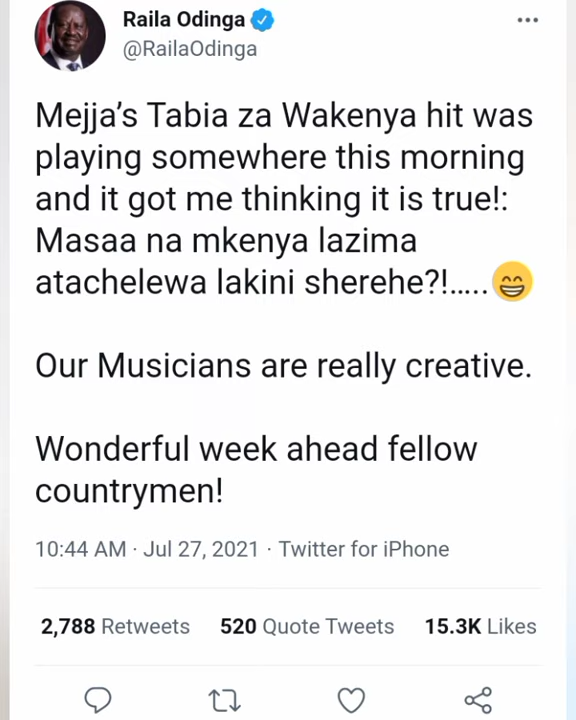 Raila Odinga
@RailaOdinga
Mejja’s Tabia za Wakenya hit was
playing somewhere this morning
and it got me thinking it is true!:
Masaa na mkenya lazima
atachelewa lakini sherehe?!.....😁
Our Musicians are really creative.
Wonderful week ahead fellow
countrymen!
10:44 AM · Jul 27, 2021 · Twitter for iPhone
2,788 Retweets 520 Quote Tweets 15.3K Likes